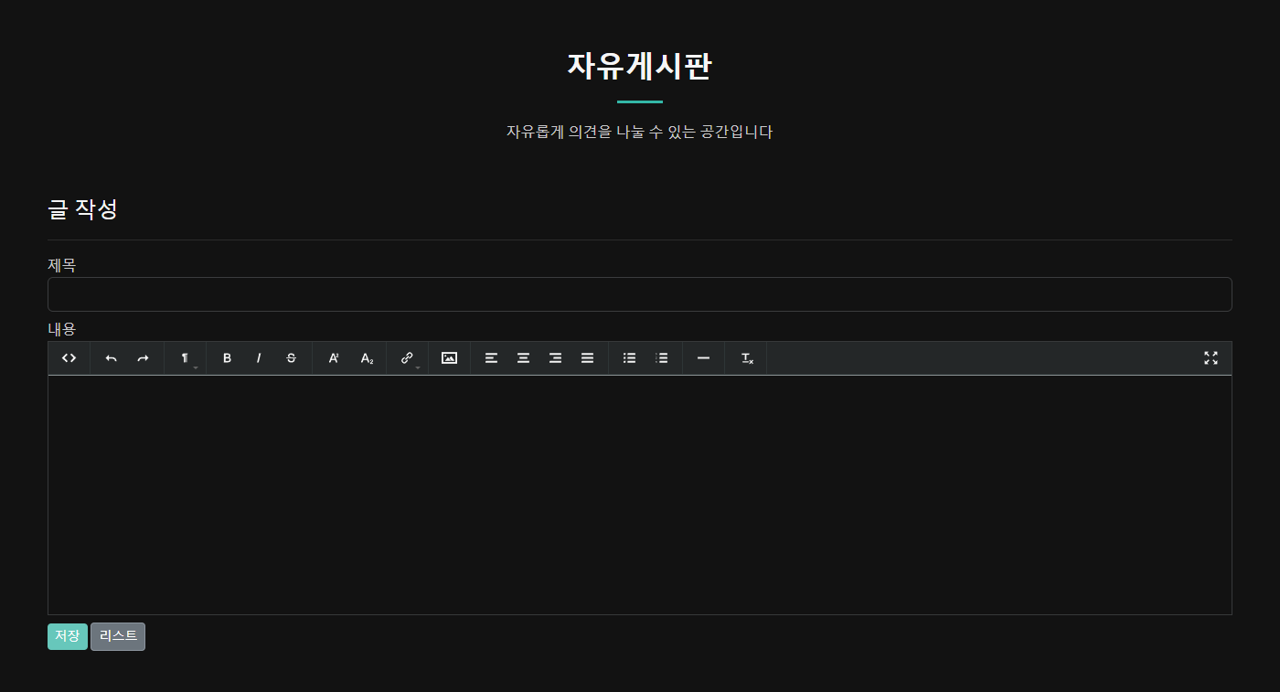 자유게시판
자유롭게 의견을 나눌 수 있는 공간입니다
글 작성
제목
내용
저장 리스트